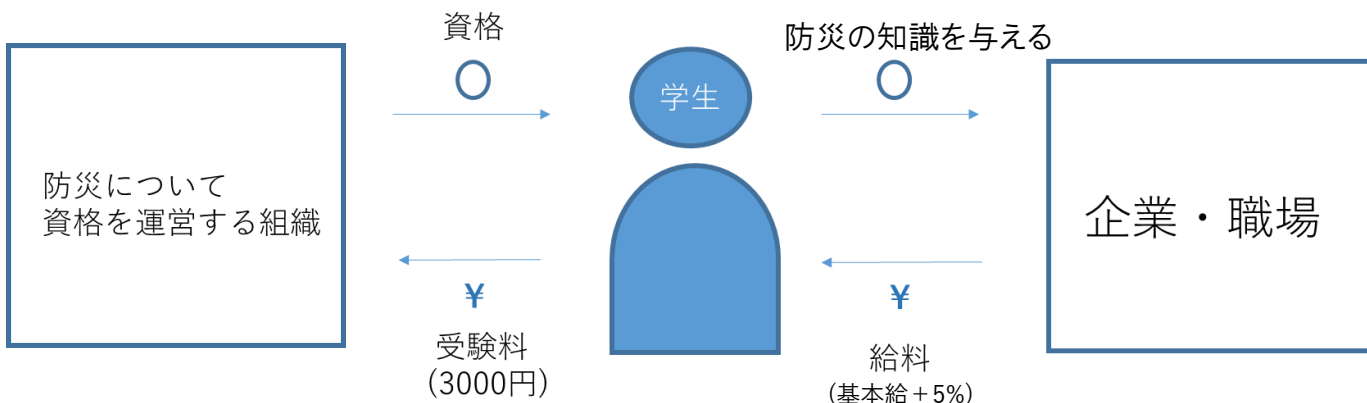 資格
防災の知識を与える
学生
防災について
資格を運営する組織
企業・職場
¥
受験料
(3000円)
¥
給料
(基本給+5%)